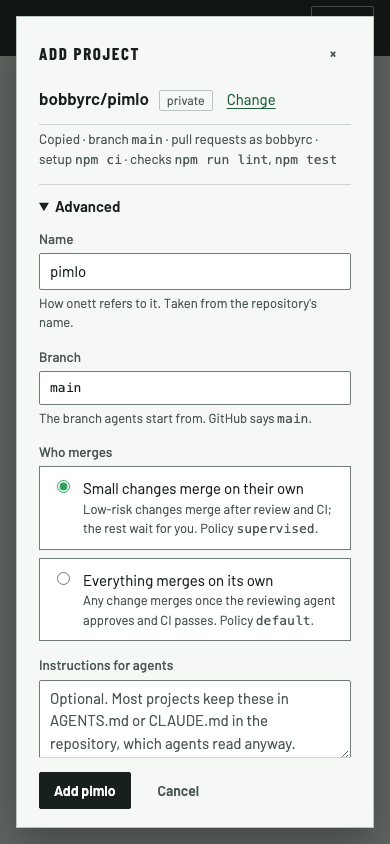 ADD PROJECT ×
bobbyrc/pimlo private Change
Copied · branch main · pull requests as bobbyrc ·
setup npm ci · checks npm run lint, npm test
▼ Advanced
Name
pimlo
How onett refers to it. Taken from the repository's
name.
Branch
main
The branch agents start from. GitHub says main.
Who merges
Small changes merge on their own
Low-risk changes merge after review and CI;
the rest wait for you. Policy supervised.
Everything merges on its own
Any change merges once the reviewing agent
approves and CI passes. Policy default.
Instructions for agents
Optional. Most projects keep these in
AGENTS.md or CLAUDE.md in the
repository, which agents read anyway.
Add pimlo Cancel